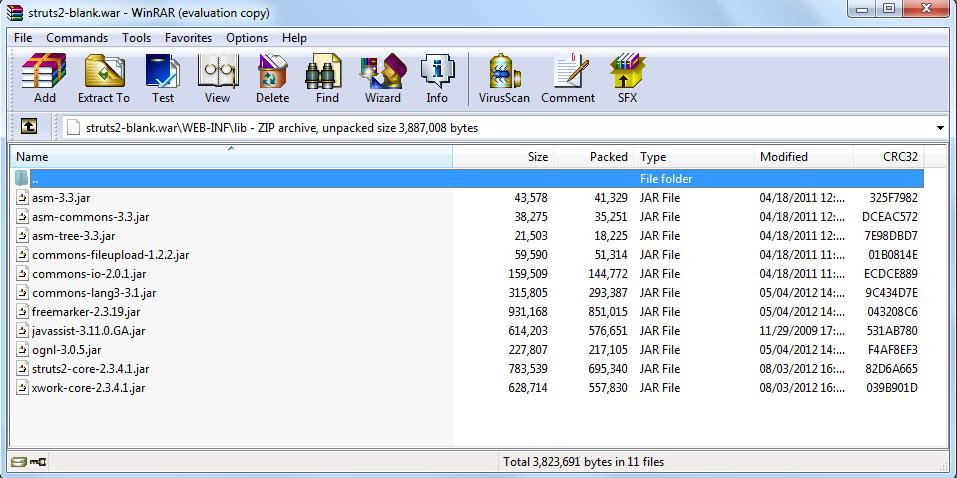 struts2-blank.war - WinRAR (evaluation copy)
File Commands Tools Favorites Options Help
Add Extract To Test View Delete Find Wizard Info VirusScan Comment SFX
struts2-blank.war\WEB-INF\lib - ZIP archive, unpacked size 3,887,008 bytes
Name Size Packed Type Modified CRC32
.. File folder
asm-3.3.jar 43,578 41,329 JAR File 04/18/2011 12:... 325F7982
asm-commons-3.3.jar 38,275 35,251 JAR File 04/18/2011 12:... DCEAC572
asm-tree-3.3.jar 21,503 18,225 JAR File 04/18/2011 12:... 7E98DBD7
commons-fileupload-1.2.2.jar 59,590 51,314 JAR File 04/18/2011 11:... 01B0814E
commons-io-2.0.1.jar 159,509 144,772 JAR File 04/18/2011 11:... ECDCE889
commons-lang3-3.1.jar 315,805 293,387 JAR File 05/04/2012 14:... 9C434D7E
freemarker-2.3.19.jar 931,168 851,015 JAR File 05/04/2012 14:... 043208C6
javassist-3.11.0.GA.jar 614,203 576,651 JAR File 11/29/2009 17:... 531AB780
ognl-3.0.5.jar 227,807 217,105 JAR File 05/04/2012 14:... F4AF8EF3
struts2-core-2.3.4.1.jar 783,539 695,340 JAR File 08/03/2012 16:... 82D6A665
xwork-core-2.3.4.1.jar 628,714 557,830 JAR File 08/03/2012 16:... 039B901D
Total 3,823,691 bytes in 11 files